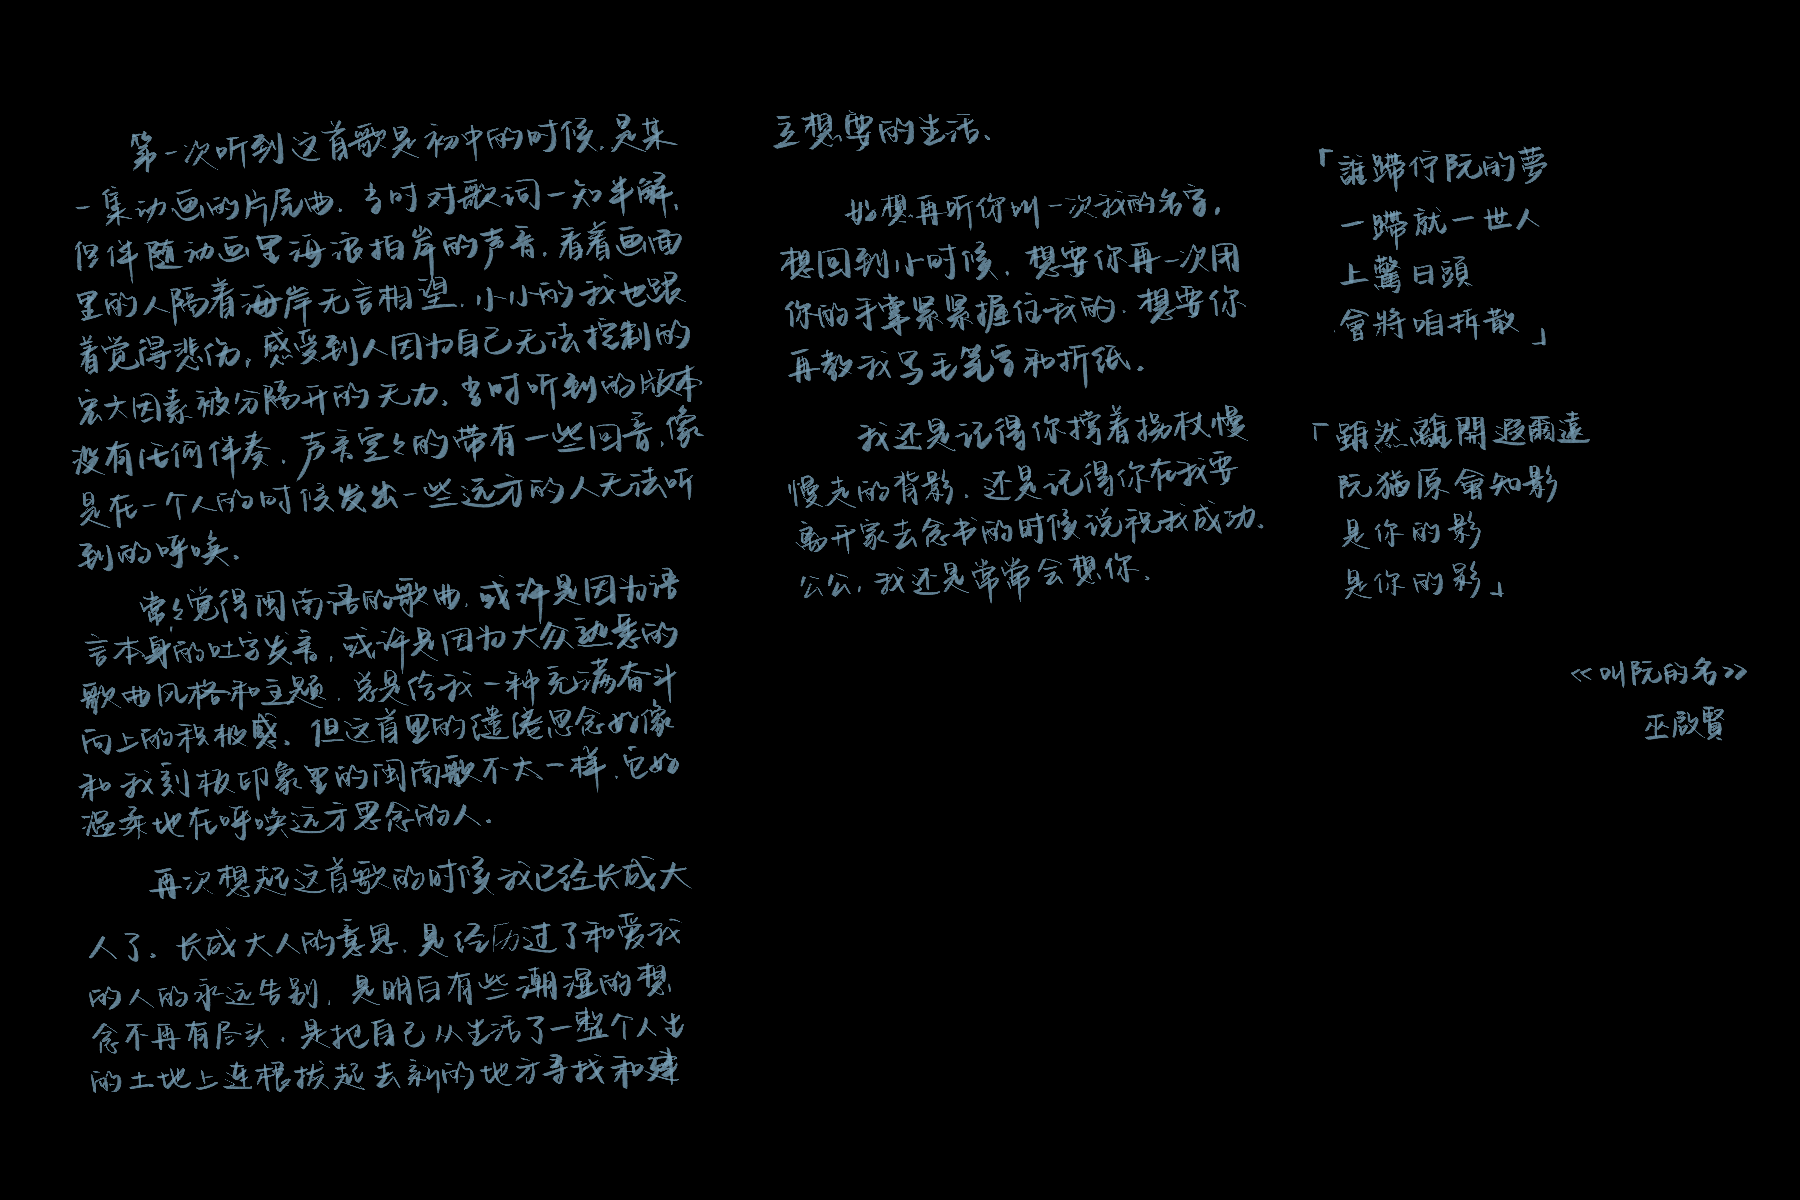 第一次听到这首歌是初中的时候，是某
一集动画的片尾曲．当时对歌词一知半解，
但伴随动画里海浪拍岸的声音，看着画面
里的人隔着海岸无言相望，小小的我也跟
着觉得悲伤，感受到人因为自己无法控制的
宏大因素被分隔开的无力。当时听到的版本
没有任何伴奏，声音空々的带有一些回音，像
是在一个人的时候发出一些远方的人无法听
到的呼唤。
常々觉得闽南语的歌曲，或许是因为语
言本身的吐字发音，或许是因为大众熟悉的
歌曲风格和主题，总是给我一种充满奋斗
向上的积极感。但这首里的缱绻思念好像
和我刻板印象里的闽南歌不太一样，它好
温柔地在呼唤远方思念的人．
再次想起这首歌的时候我已经长成大
人了。长成大人的意思，是经历过了和爱我
的人的永远告别，是明白有些潮湿的想
念不再有尽头，是把自己从生活了一整个人生
的土地上连根拔起去新的地方寻找和建
立想要的生活、
好想再听你叫一次我的名字，
想回到小时候，想要你再一次用
你的手掌紧紧握住我的．想要你
再教我写毛笔字和折纸。
我还是记得你撑着拐杖慢
慢走的背影，还是记得你在我要
离开家去念书的时候说祝我成功．
公公，我还是常常会想你．
「誰蹛佇阮的夢
一蹛就一世人
上驚日頭
會將咱拆散」
「雖然離開遐爾遠
阮猶原會知影
是你的影
是你的影」
《叫阮的名》
巫啟賢